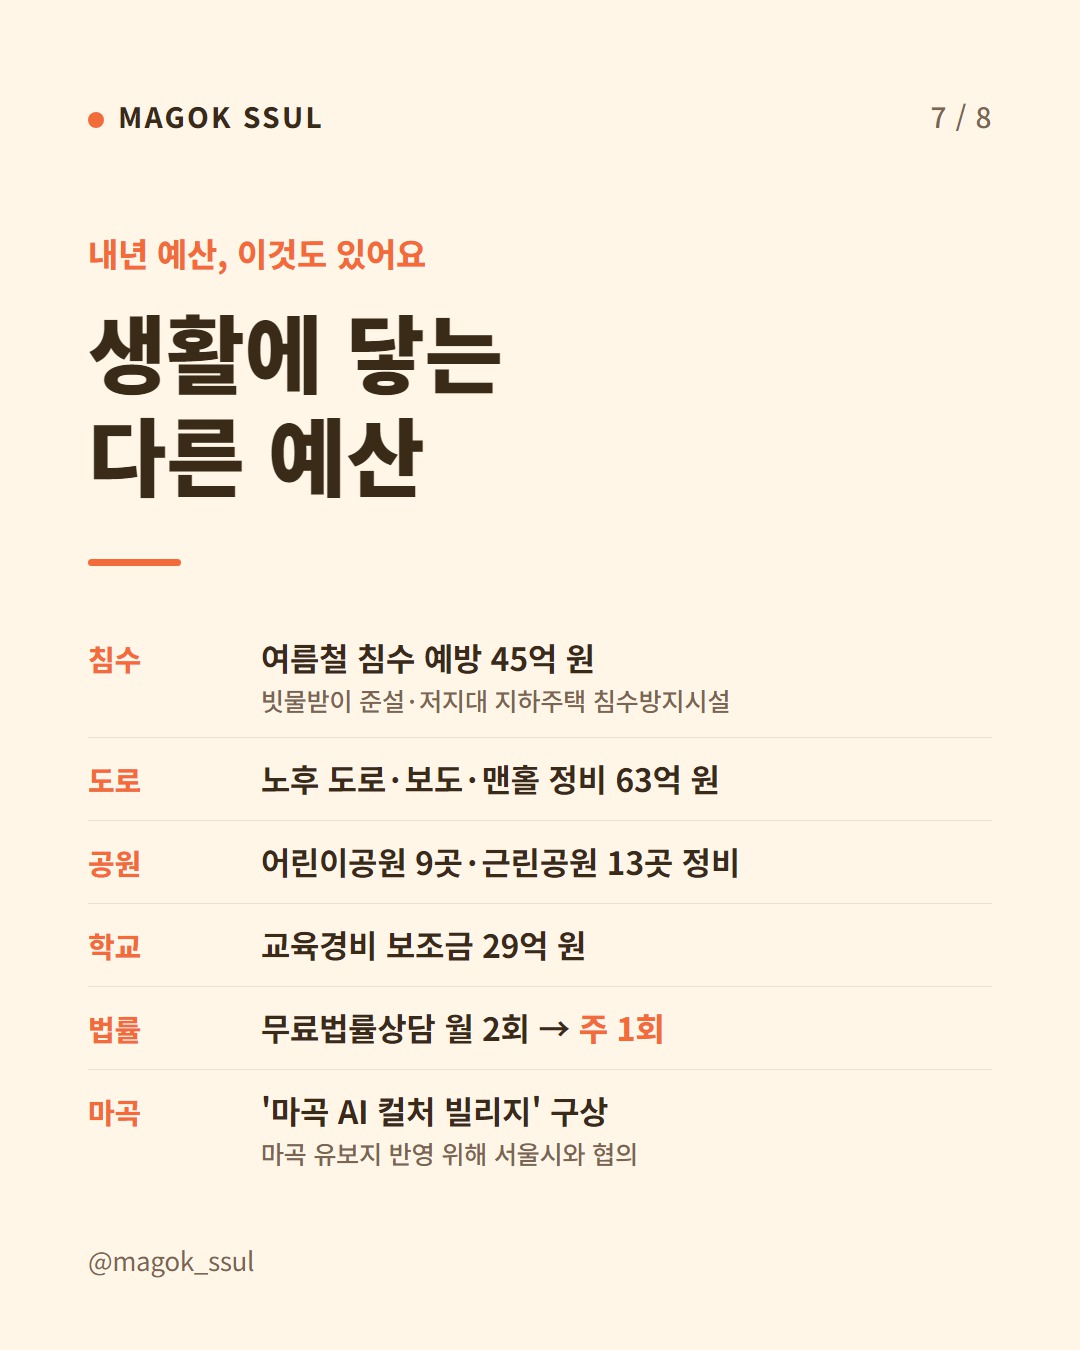 MAGOK SSUL
7 / 8
내년 예산, 이것도 있어요
생활에 닿는
다른 예산
침수
여름철 침수 예방 45억 원
빗물받이 준설·저지대 지하주택 침수방지시설
도로
노후 도로·보도·맨홀 정비 63억 원
공원
어린이공원 9곳·근린공원 13곳 정비
학교
교육경비 보조금 29억 원
법률
무료법률상담 월 2회 → 주 1회
마곡
'마곡 AI 컬처 빌리지' 구상
마곡 유보지 반영 위해 서울시와 협의
@magok_ssul